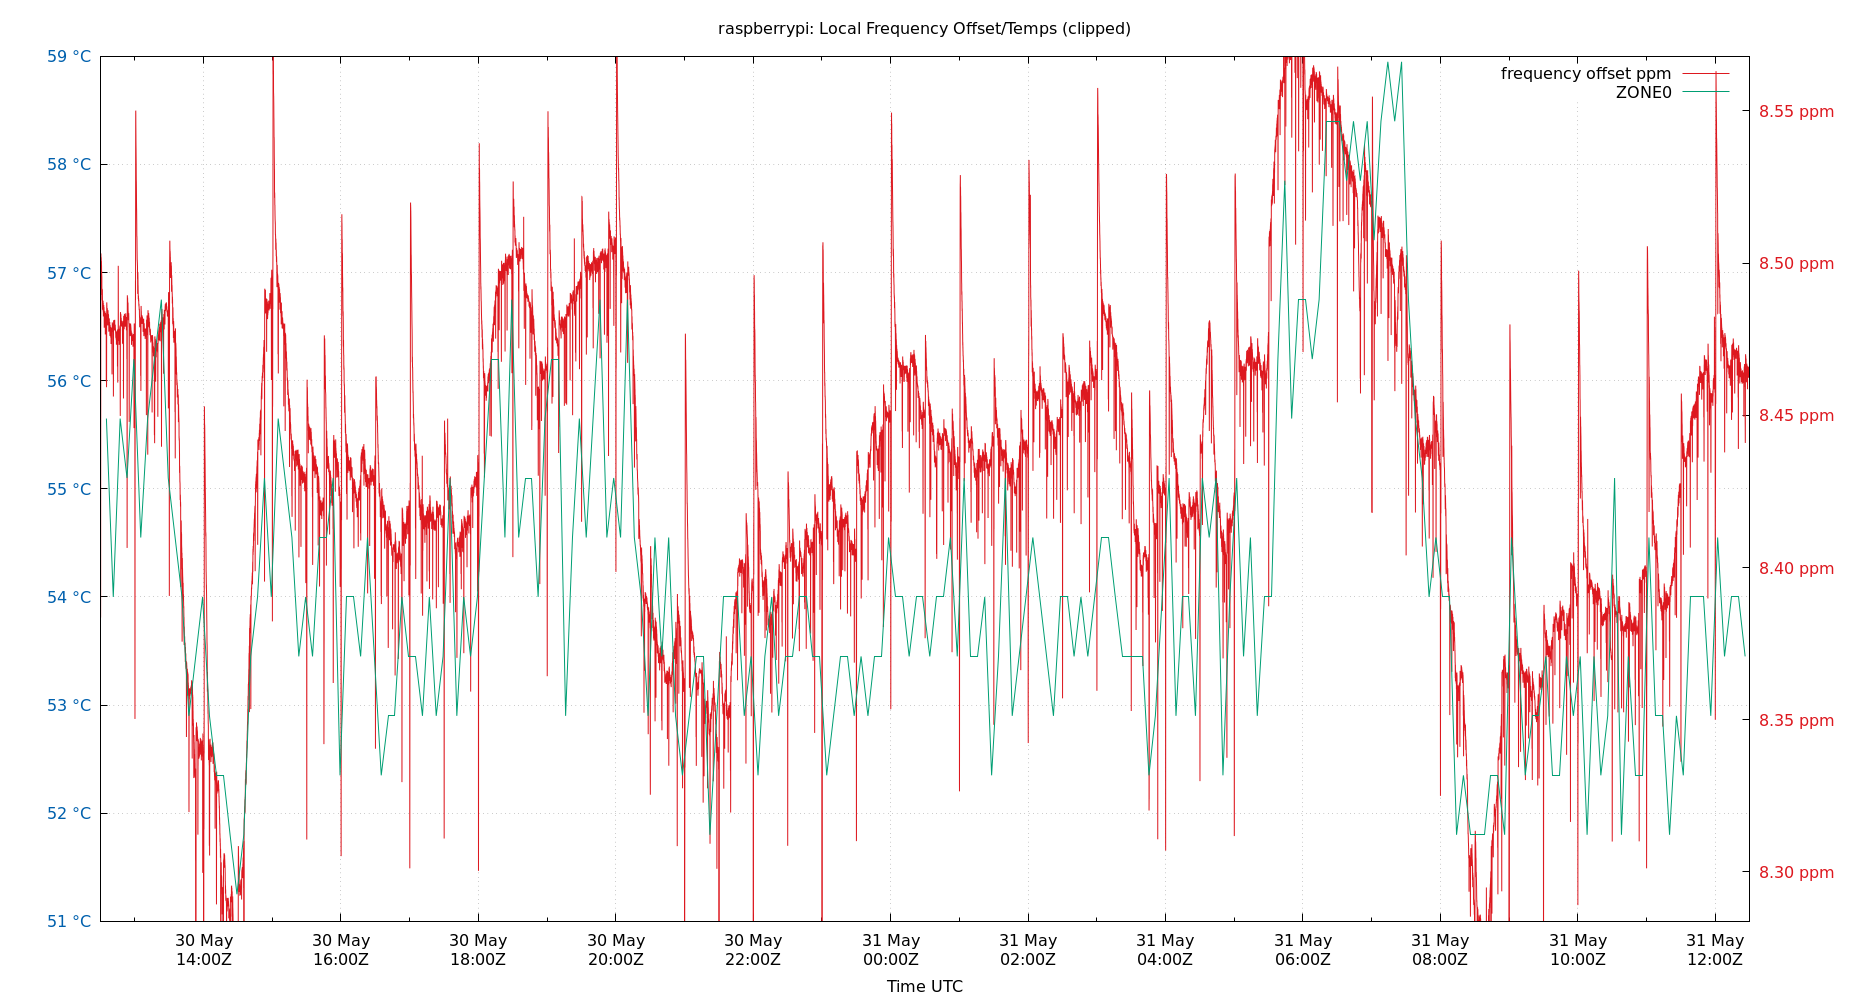 raspberrypi: Local Frequency Offset/Temps (clipped)
59 °C
58 °C
57 °C
56 °C
55 °C
54 °C
53 °C
52 °C
51 °C
frequency offset ppm
ZONE0
8.55 ppm
8.50 ppm
8.45 ppm
8.40 ppm
8.35 ppm
8.30 ppm
30 May 30 May 30 May 30 May 30 May 31 May 31 May 31 May 31 May 31 May 31 May 31 May
14:00Z 16:00Z 18:00Z 20:00Z 22:00Z 00:00Z 02:00Z 04:00Z 06:00Z 08:00Z 10:00Z 12:00Z
Time UTC